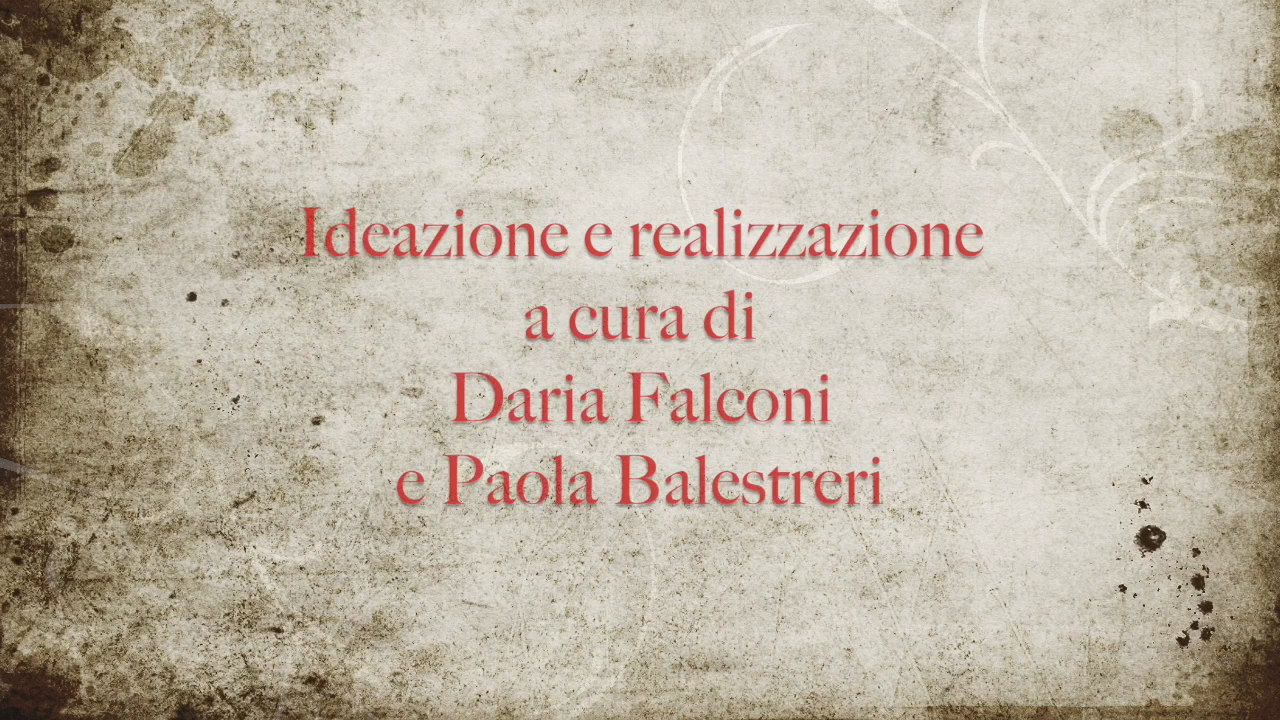 Ideazione e realizzazione
a cura di
Daria Falconi
e Paola Balestreri